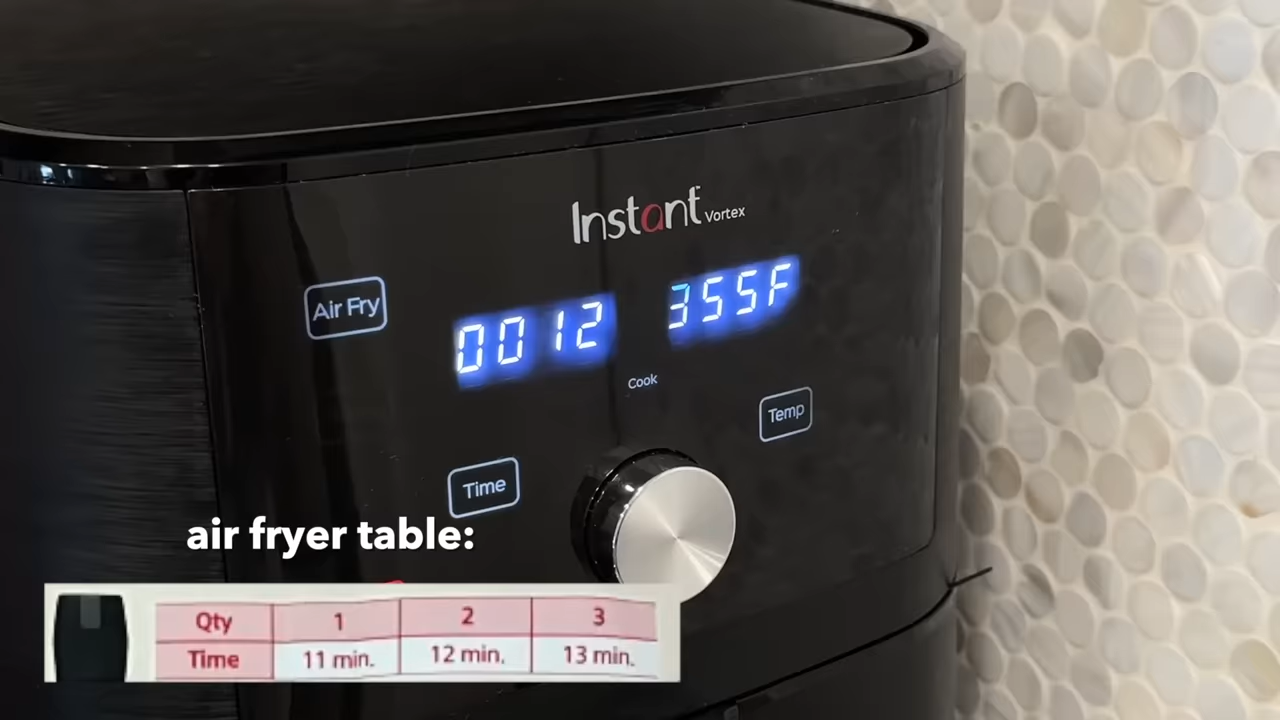 Instant Vortex
Air Fry
0012
355F
Cook
Temp
Time
air fryer table:
Qty 1 2 3
Time 11 min. 12 min. 13 min.